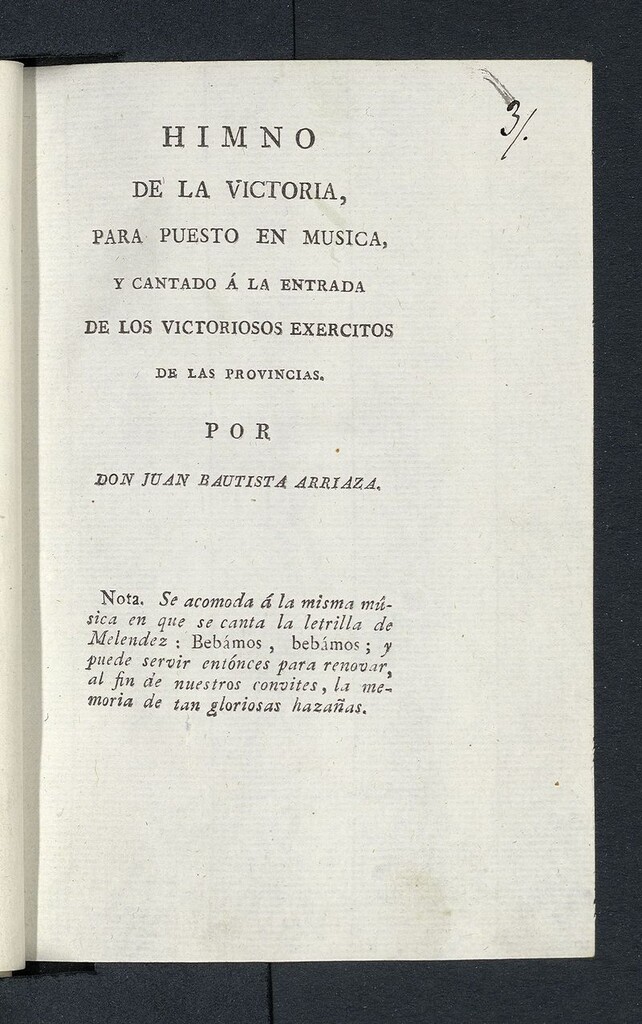 3/.
HIMNO
DE LA VICTORIA,
PARA PUESTO EN MUSICA,
Y CANTADO Á LA ENTRADA
DE LOS VICTORIOSOS EXERCITOS
DE LAS PROVINCIAS.
POR
DON JUAN BAUTISTA ARRIAZA.
Nota. Se acomoda á la misma mú-
sica en que se canta la letrilla de
Melendez : Bebámos , bebámos ; y
puede servir entónces para renovar,
al fin de nuestros convites, la me-
moria de tan gloriosas hazañas.